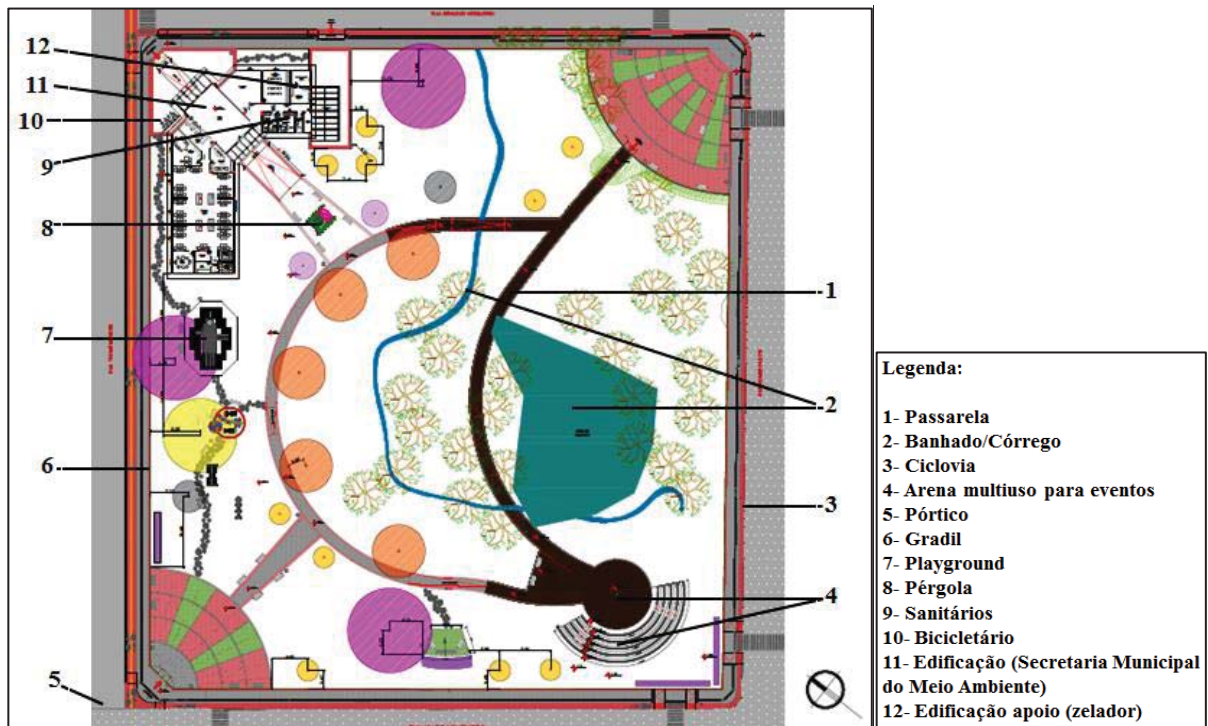 12
11
10
9
8
7
6
5
1
2
3
4
Legenda:
1- Passarela
2- Banhado/Córrego
3- Ciclovia
4- Arena multiuso para eventos
5- Pórtico
6- Gradil
7- Playground
8- Pérgola
9- Sanitários
10- Bicicletário
11- Edificação (Secretaria Municipal
do Meio Ambiente)
12- Edificação apoio (zelador)